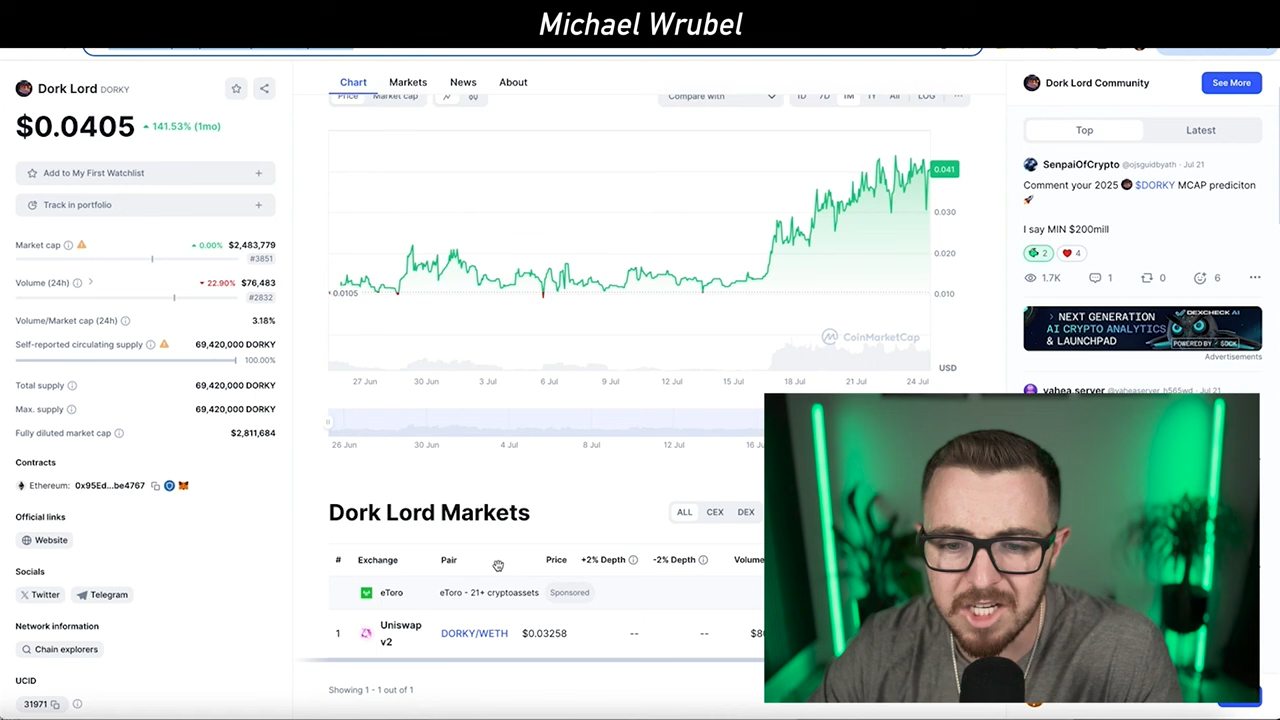 Michael Wrubel
Dork Lord DORKY
$0.0405 141.53% (1mo)
Add to My First Watchlist +
Track in portfolio +
Market cap 0.00% $2,483,779
#3851
Volume (24h) 22.90% $76,483
#2832
Volume/Market cap (24h) 3.18%
Self-reported circulating supply 69,420,000 DORKY
100.00%
Total supply 69,420,000 DORKY
Max. supply 69,420,000 DORKY
Fully diluted market cap $2,811,684
Contracts
Ethereum: 0x95Ed...be4767
Official links
Website
Socials
Twitter Telegram
Network information
Chain explorers
UCID
31971
Chart Markets News About
Price Market cap Compare with 1D 7D 1M 1Y All LOG
0.041
0.030
0.020
0.0105 0.010
CoinMarketCap
USD
27 Jun 30 Jun 3 Jul 6 Jul 9 Jul 12 Jul 15 Jul 18 Jul 21 Jul 24 Jul
26 Jun 30 Jun 4 Jul 8 Jul 12 Jul
Dork Lord Markets
ALL CEX DEX
# Exchange Pair Price +2% Depth -2% Depth Volume
eToro eToro - 21+ cryptoassets Sponsored
1 Uniswap v2 DORKY/WETH $0.03258 -- --
Showing 1 - 1 out of 1
Dork Lord Community See More
Top Latest
SenpaiOfCrypto @ojsguidbyath · Jul 21
Comment your 2025 $DORKY MCAP prediciton
I say MIN $200mill
2 4
1.7K 1 0 6
DEXCHECK AI
NEXT GENERATION
AI CRYPTO ANALYTICS
& LAUNCHPAD
POWERED BY $DCK
Advertisements